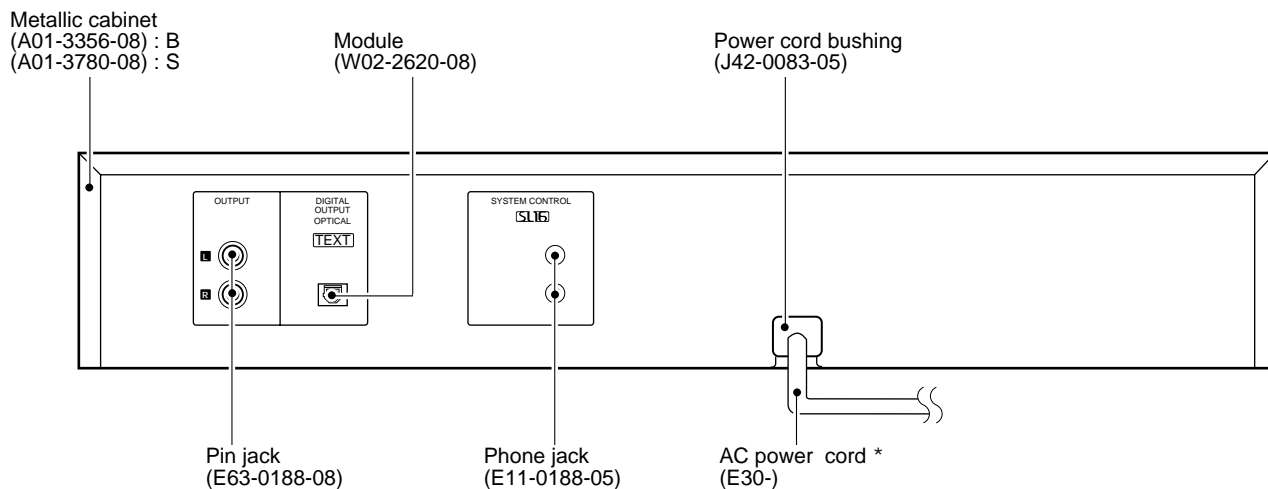 Metallic cabinet
(A01-3356-08) : B
(A01-3780-08) : S
Module
(W02-2620-08)
Power cord bushing
(J42-0083-05)
OUTPUT
DIGITAL
OUTPUT
OPTICAL
TEXT
L
R
SYSTEM CONTROL
SL16
Pin jack
(E63-0188-08)
Phone jack
(E11-0188-05)
AC power cord *
(E30-)